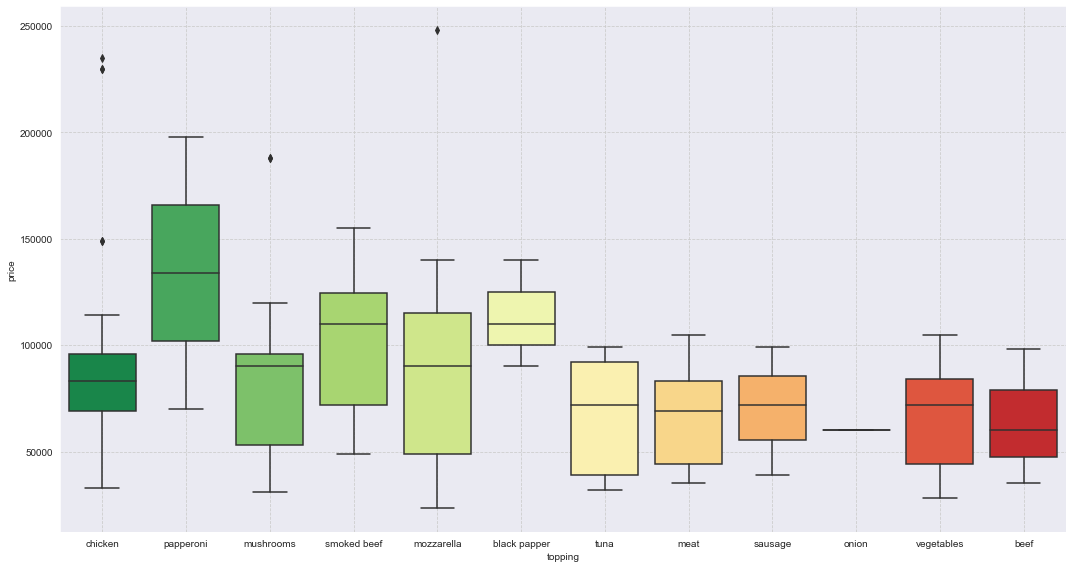 250000
200000
150000
100000
50000
price
chicken papperoni mushrooms smoked beef mozzarella black papper tuna meat sausage onion vegetables beef
topping